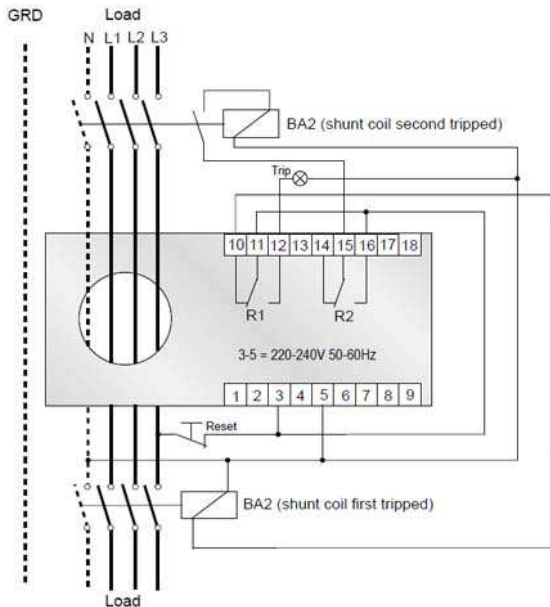 GRD Load
N L1 L2 L3
BA2 (shunt coil second tripped)
Trip
10 11 12 13 14 15 16 17 18
R1 R2
3-5 = 220-240V 50-60Hz
1 2 3 4 5 6 7 8 9
Reset
BA2 (shunt coil first tripped)
Load